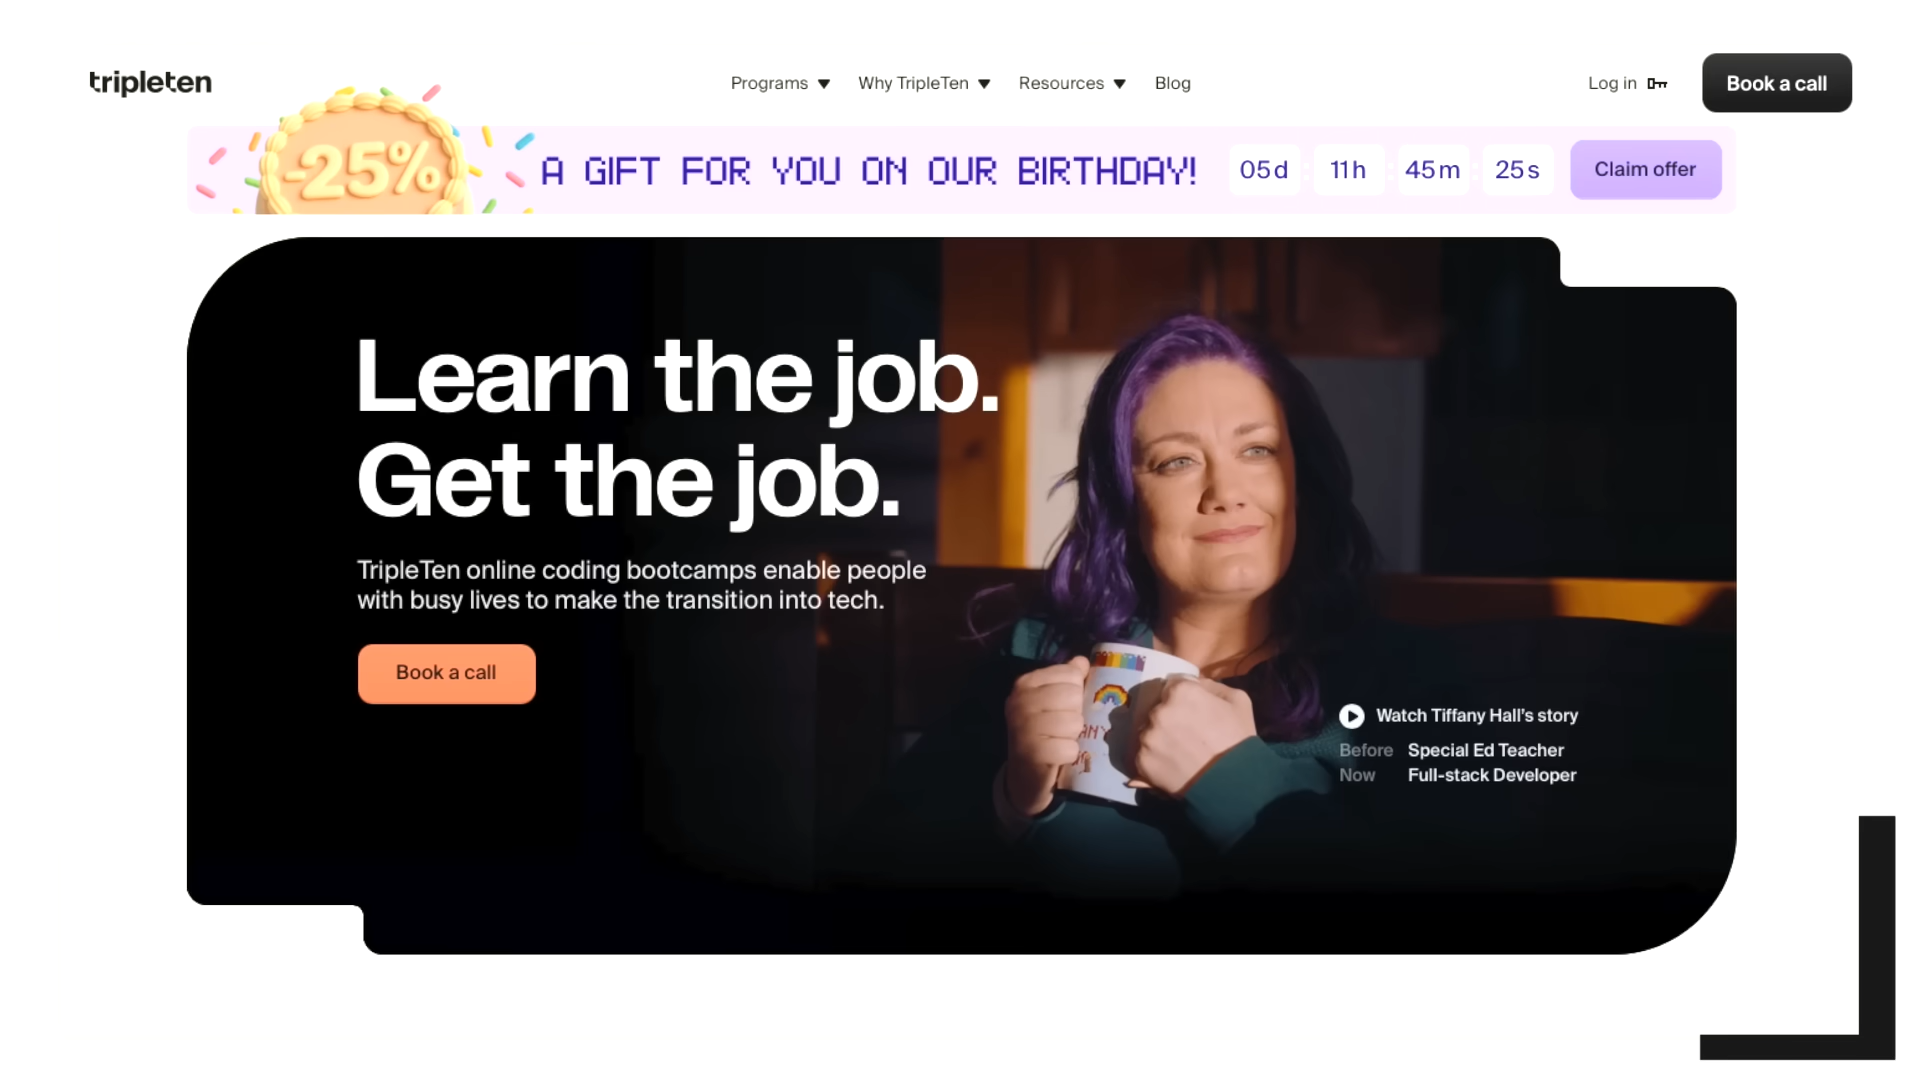 tripleten
Programs
Why TripleTen
Resources
Blog
Log in
Book a call
-25%
A GIFT FOR YOU ON OUR BIRTHDAY!
05d 11h 45m 25s
Claim offer
Learn the job.
Get the job.
TripleTen online coding bootcamps enable people
with busy lives to make the transition into tech.
Book a call
Watch Tiffany Hall's story
Before Special Ed Teacher
Now Full-stack Developer